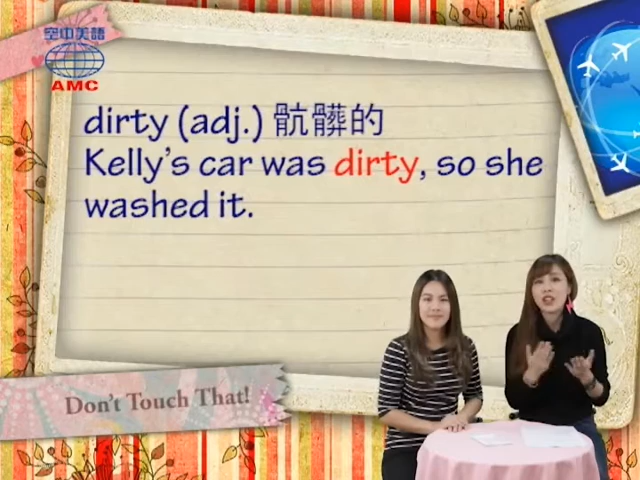 空中美語
AMC
dirty (adj.) 骯髒的
Kelly's car was dirty, so she
washed it.
Don't Touch That!